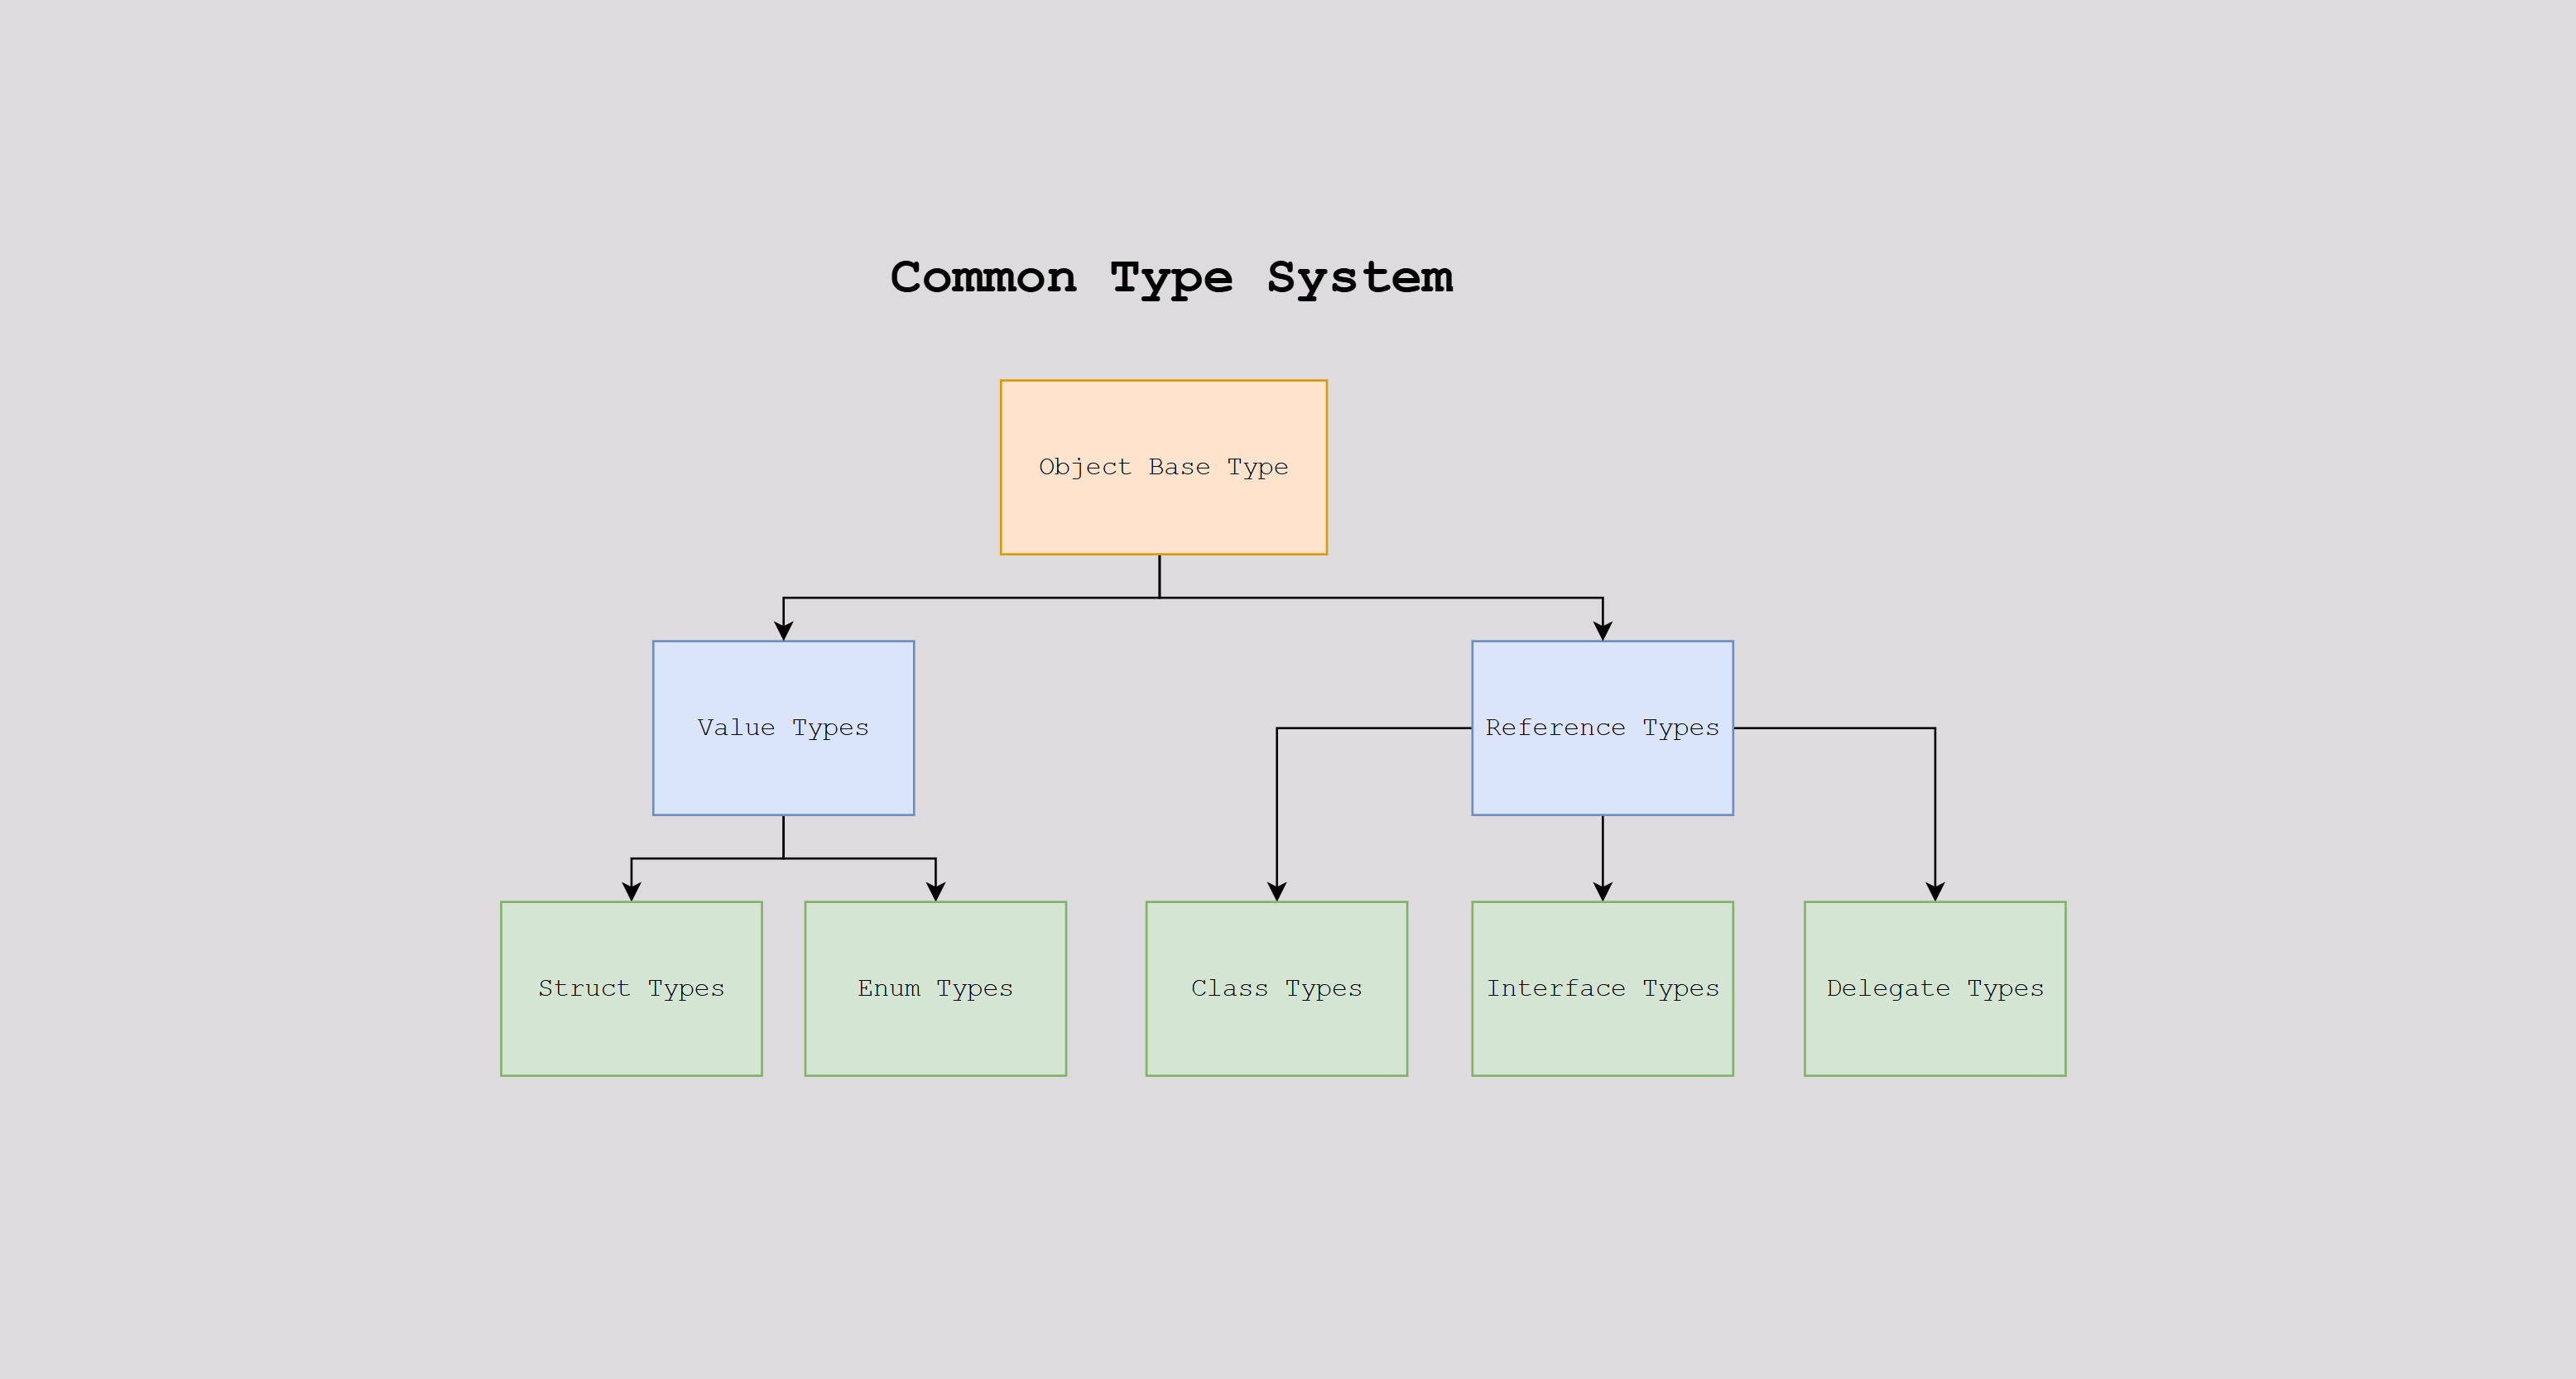 Common Type System
Object Base Type
Value Types
Reference Types
Struct Types
Enum Types
Class Types
Interface Types
Delegate Types